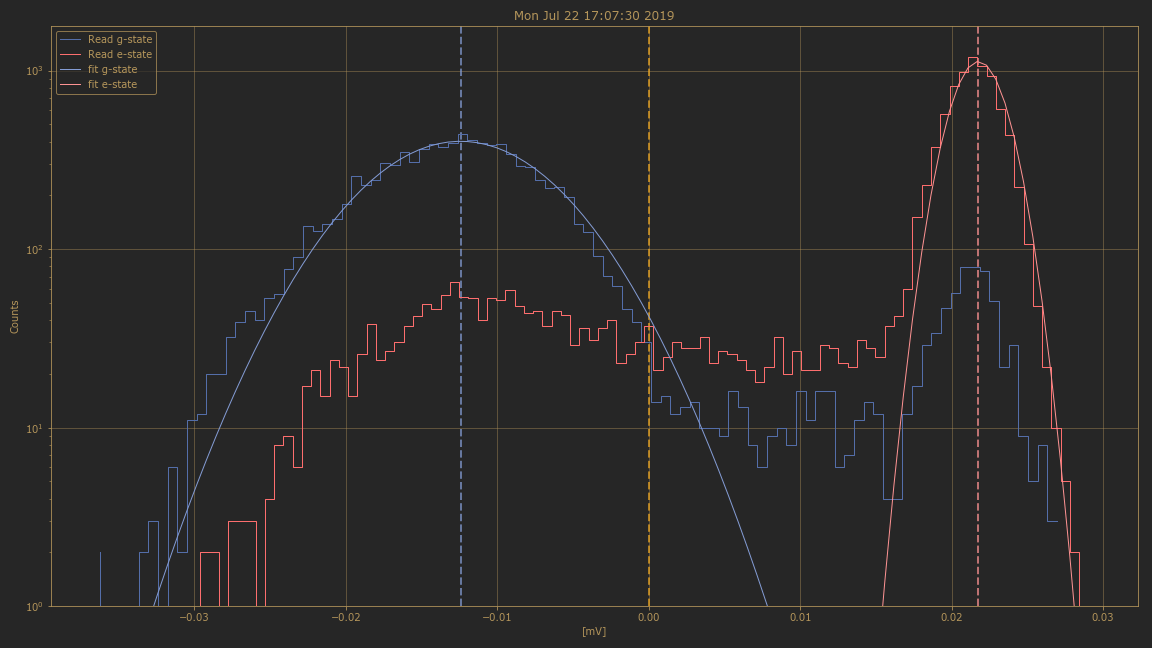 Mon Jul 22 17:07:30 2019
Read g-state
Read e-state
fit g-state
fit e-state
10³
10²
10¹
10⁰
Counts
−0.03 −0.02 −0.01 0.00 0.01 0.02 0.03
[mV]